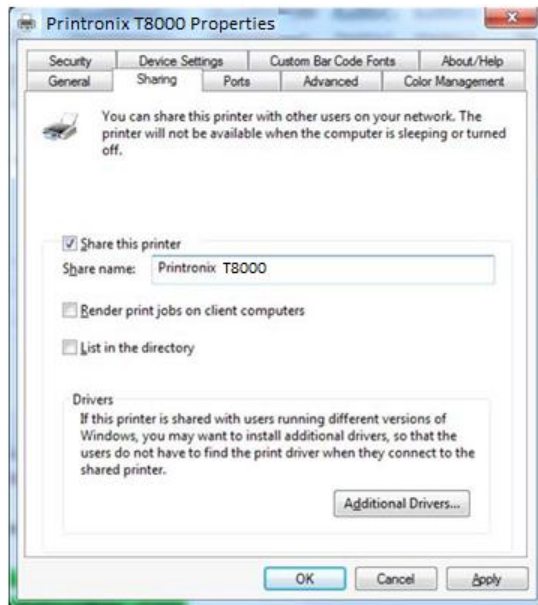 Printronix T8000 Properties
Security Device Settings Custom Bar Code Fonts About/Help
General Sharing Ports Advanced Color Management
You can share this printer with other users on your network. The
printer will not be available when the computer is sleeping or turned
off.
Share this printer
Share name: Printronix T8000
Render print jobs on client computers
List in the directory
Drivers
If this printer is shared with users running different versions of
Windows, you may want to install additional drivers, so that the
users do not have to find the print driver when they connect to the
shared printer.
Additional Drivers...
OK Cancel Apply